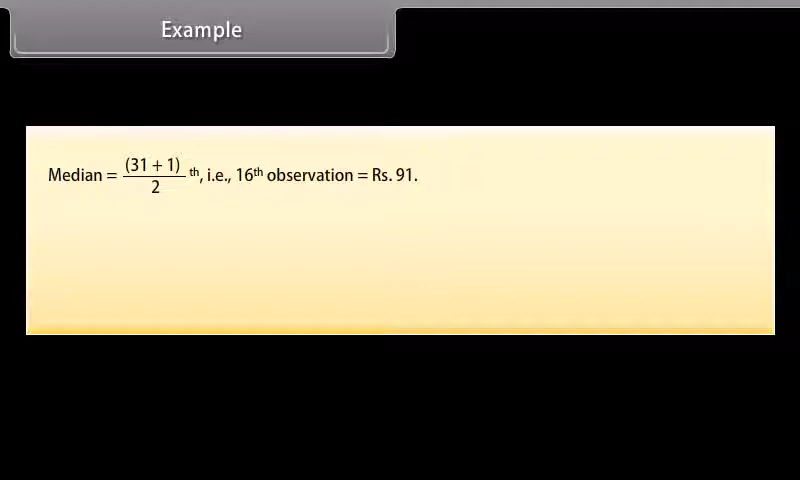 Example
Median = (31 + 1)/2 th, i.e., 16th observation = Rs. 91.